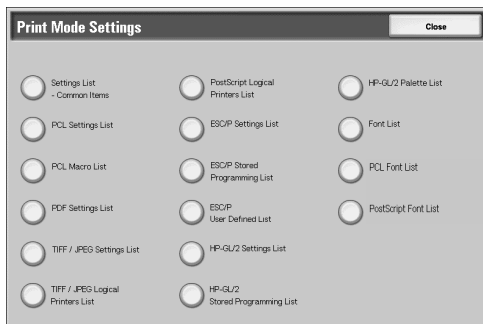 Print Mode Settings
Close
Settings List
- Common Items
PCL Settings List
PCL Macro List
PDF Settings List
TIFF / JPEG Settings List
TIFF / JPEG Logical
Printers List
PostScript Logical
Printers List
ESC/P Settings List
ESC/P Stored
Programming List
ESC/P
User Defined List
HP-GL/2 Settings List
HP-GL/2
Stored Programming List
HP-GL/2 Palette List
Font List
PCL Font List
PostScript Font List